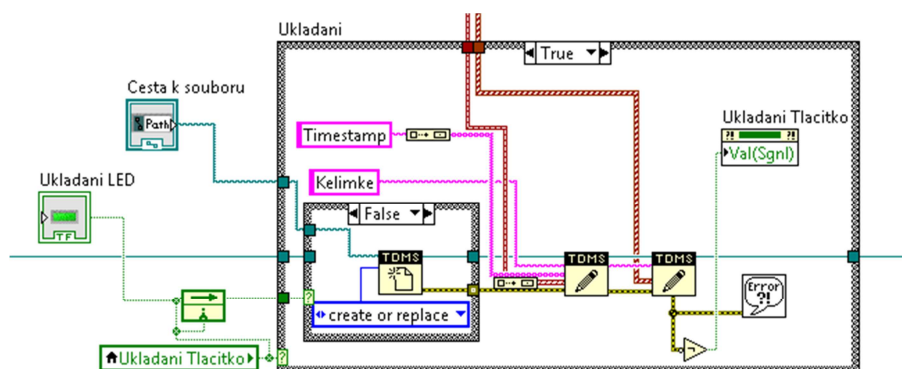 Ukladani
True
Cesta k souboru
Path
Ukladani Tlacitko
?! ?!
Val(Sgnl)
Timestamp
Ukladani LED
Kelimke
TF
False
TDMS
TDMS
TDMS
Error
?!
?
create or replace
Ukladani Tlacitko
?